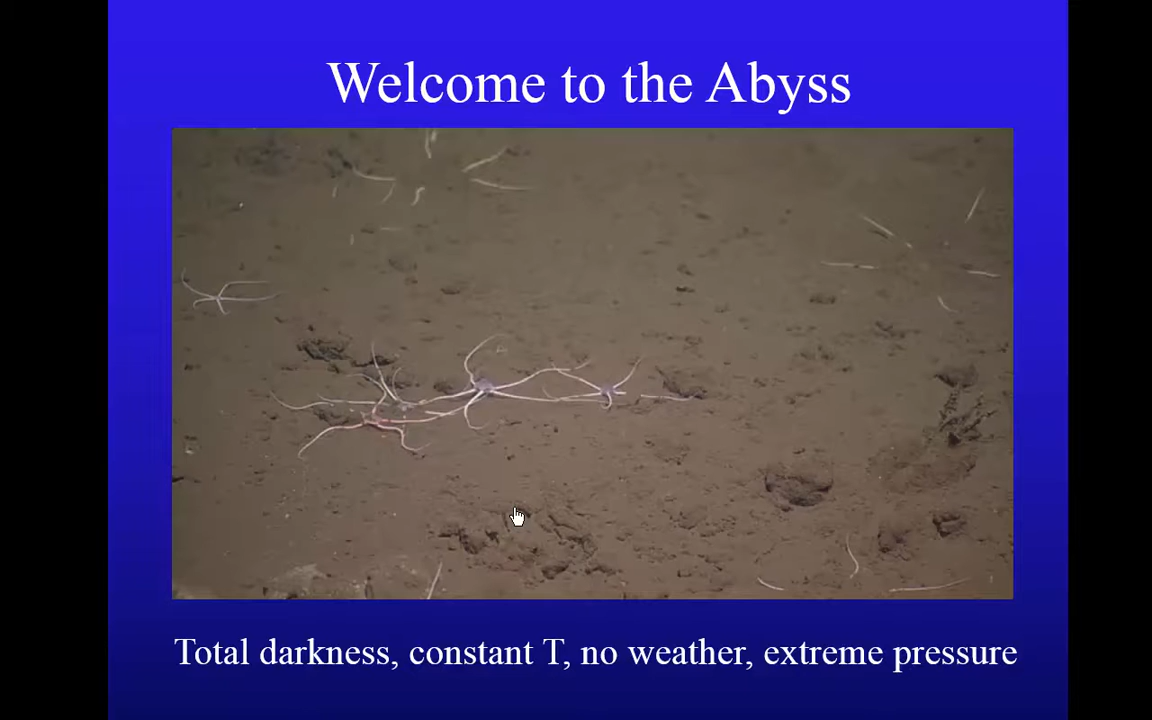 Welcome to the Abyss
Total darkness, constant T, no weather, extreme pressure